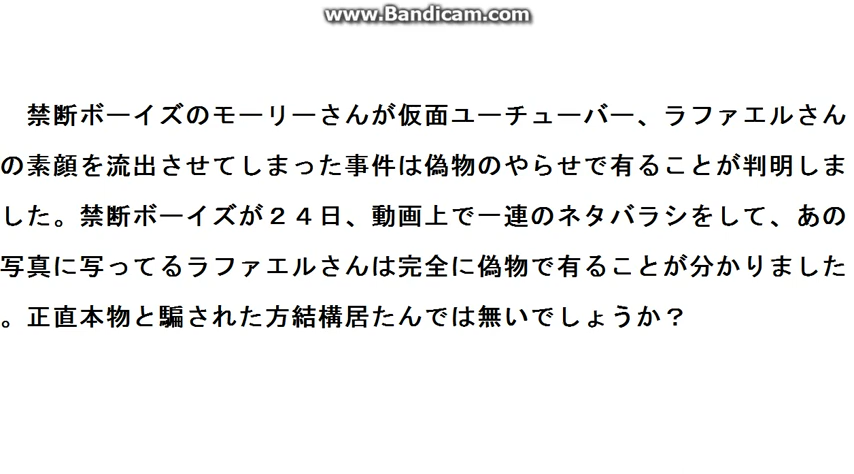 www.Bandicam.com
禁断ボーイズのモーリーさんが仮面ユーチューバー、ラファエルさん
の素顔を流出させてしまった事件は偽物のやらせで有ることが判明しま
した。禁断ボーイズが２４日、動画上で一連のネタバラシをして、あの
写真に写ってるラファエルさんは完全に偽物で有ることが分かりました
。正直本物と騙された方結構居たんでは無いでしょうか？